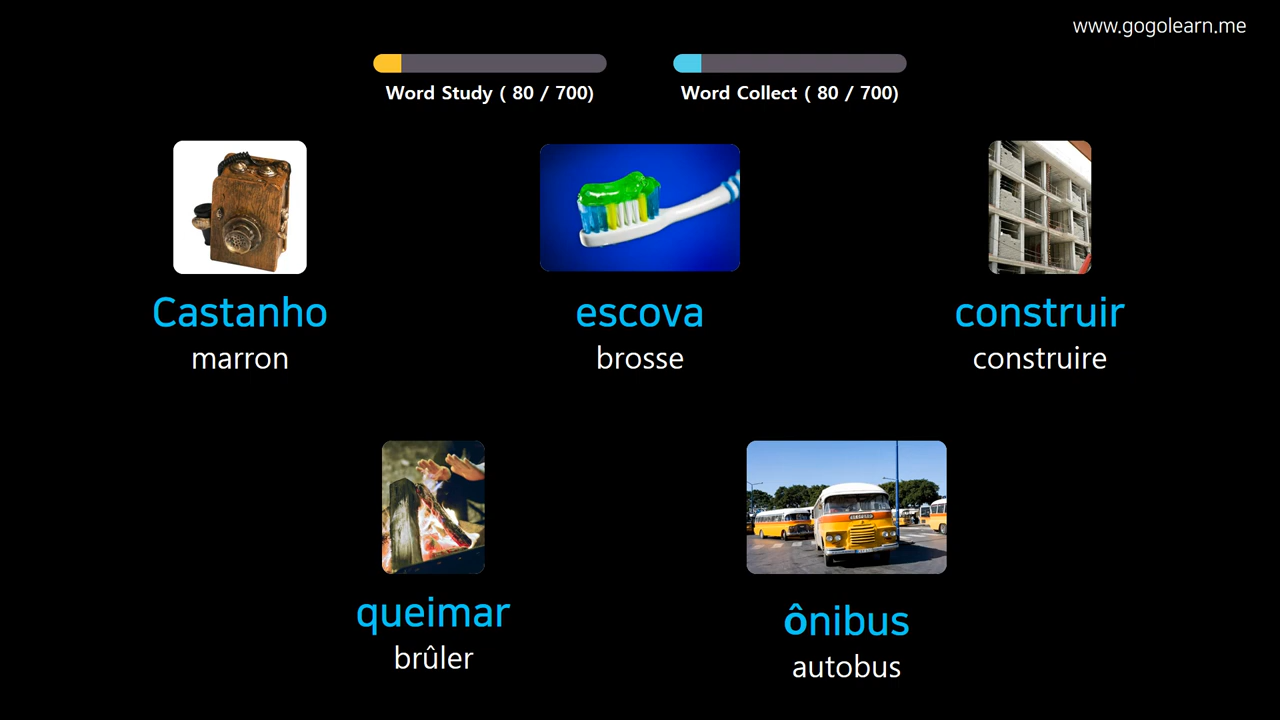 www.gogolearn.me
Word Study ( 80 / 700)
Word Collect ( 80 / 700)
Castanho
marron
escova
brosse
construir
construire
queimar
brûler
ônibus
autobus